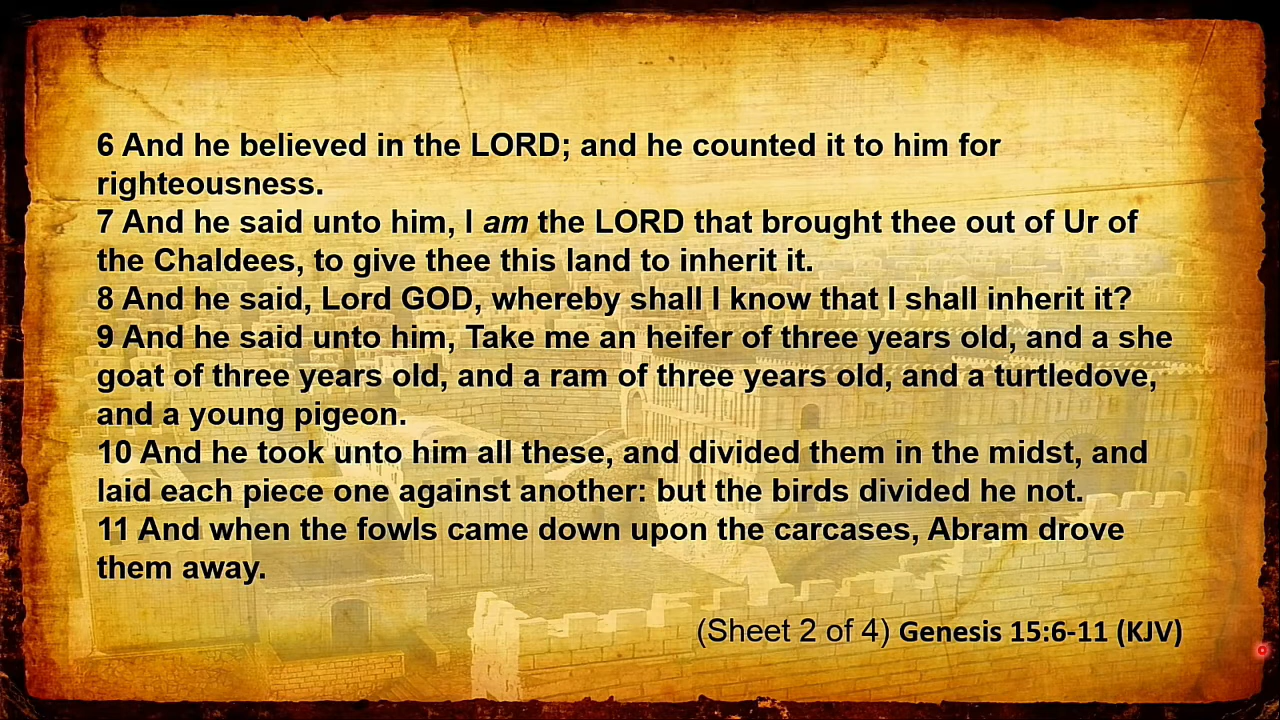 6 And he believed in the LORD; and he counted it to him for
righteousness.
7 And he said unto him, I am the LORD that brought thee out of Ur of
the Chaldees, to give thee this land to inherit it.
8 And he said, Lord GOD, whereby shall I know that I shall inherit it?
9 And he said unto him, Take me an heifer of three years old, and a she
goat of three years old, and a ram of three years old, and a turtledove,
and a young pigeon.
10 And he took unto him all these, and divided them in the midst, and
laid each piece one against another: but the birds divided he not.
11 And when the fowls came down upon the carcases, Abram drove
them away.
(Sheet 2 of 4) Genesis 15:6-11 (KJV)